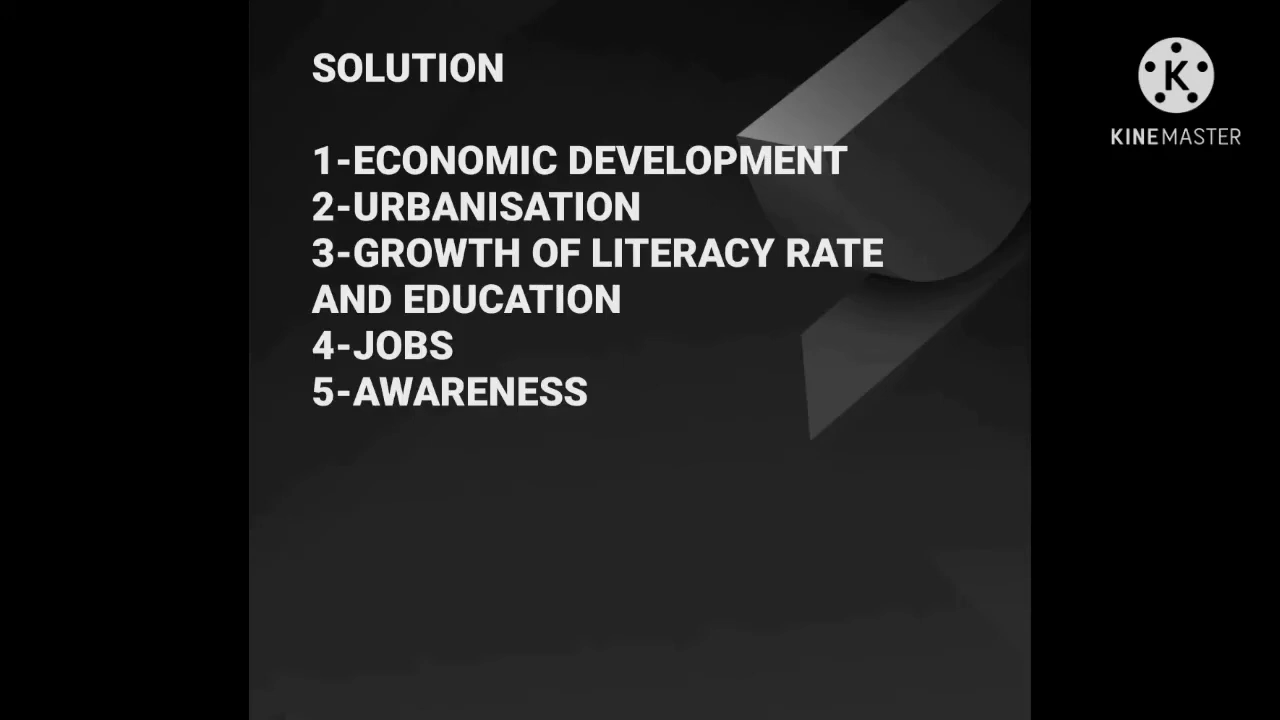 SOLUTION
1-ECONOMIC DEVELOPMENT
2-URBANISATION
3-GROWTH OF LITERACY RATE
AND EDUCATION
4-JOBS
5-AWARENESS
K
KINEMASTER